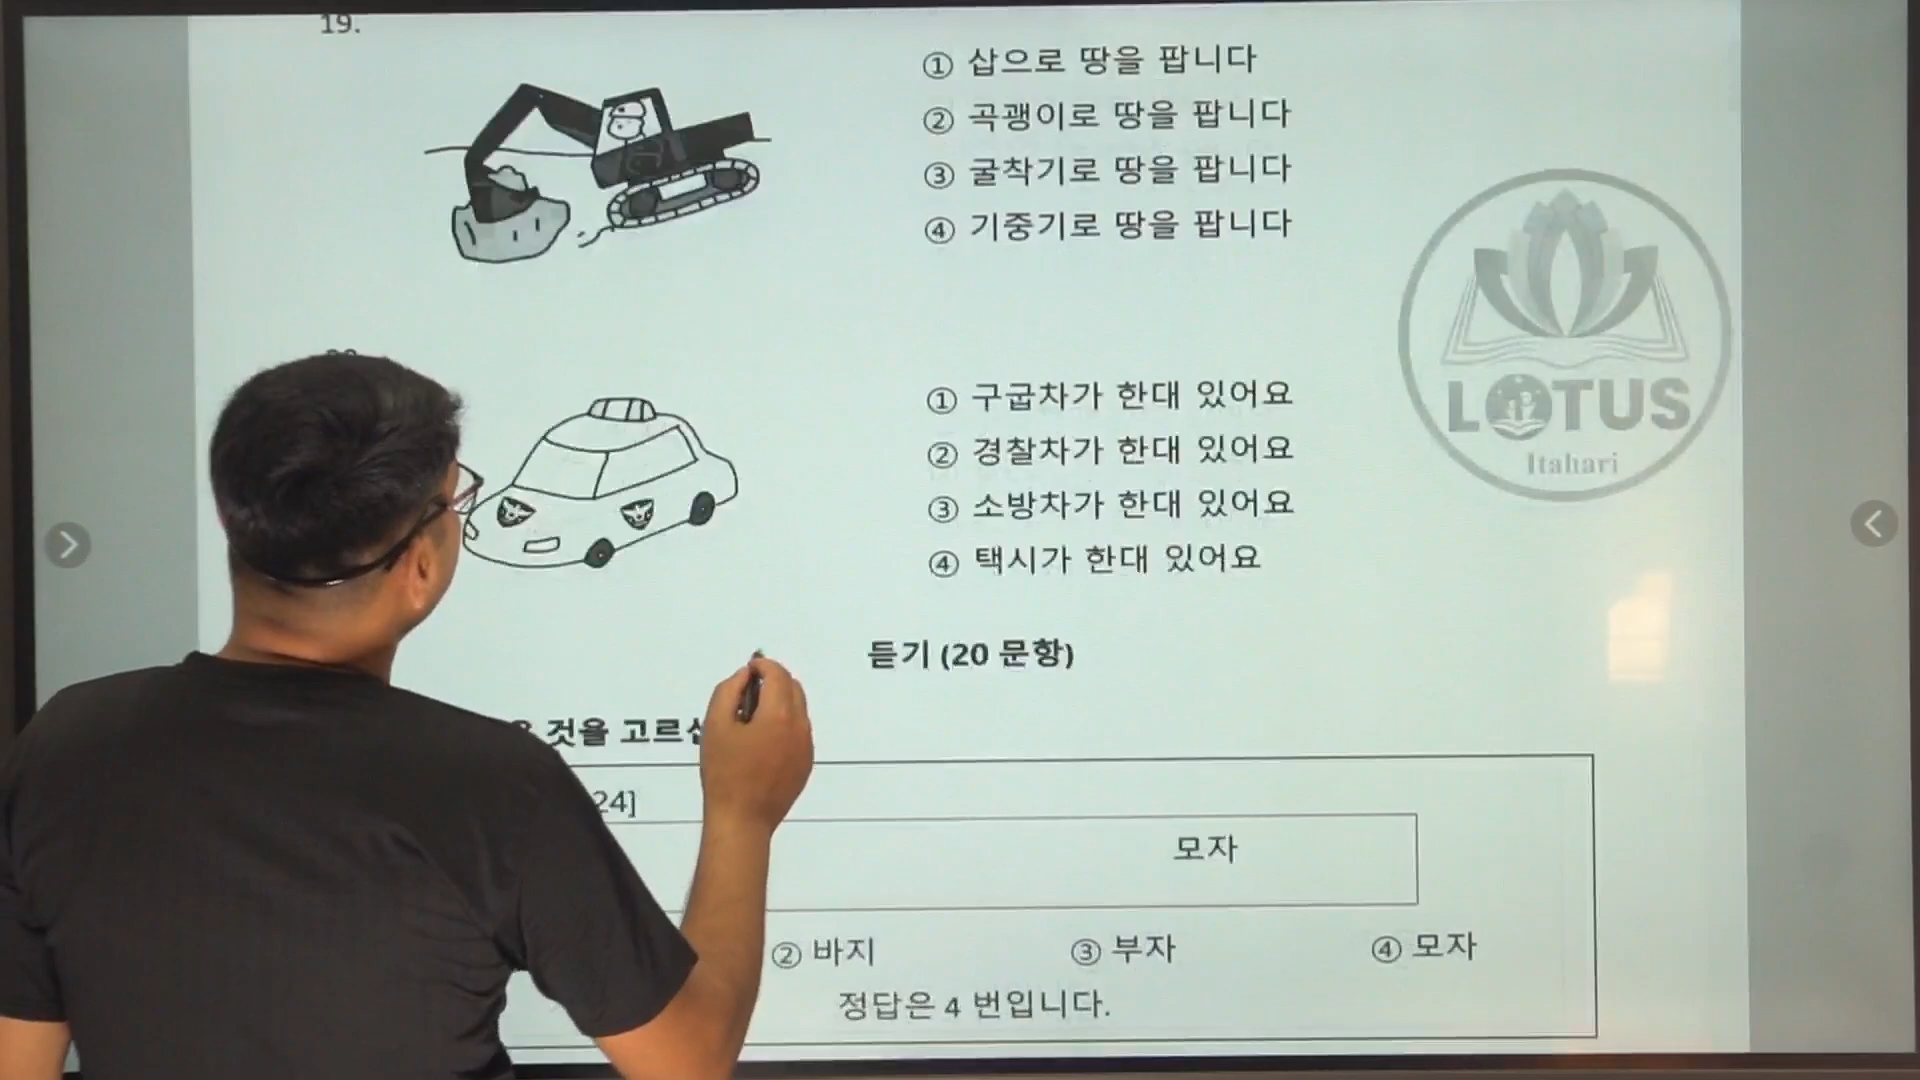 19.
① 삽으로 땅을 팝니다
② 곡괭이로 땅을 팝니다
③ 굴착기로 땅을 팝니다
④ 기중기로 땅을 팝니다
① 구굽차가 한대 있어요
② 경찰차가 한대 있어요
③ 소방차가 한대 있어요
④ 택시가 한대 있어요
LOTUS
Itahari
듣기 (20 문항)
것을
24]
모자
② 바지 ③ 부자 ④ 모자
정답은 4 번입니다.